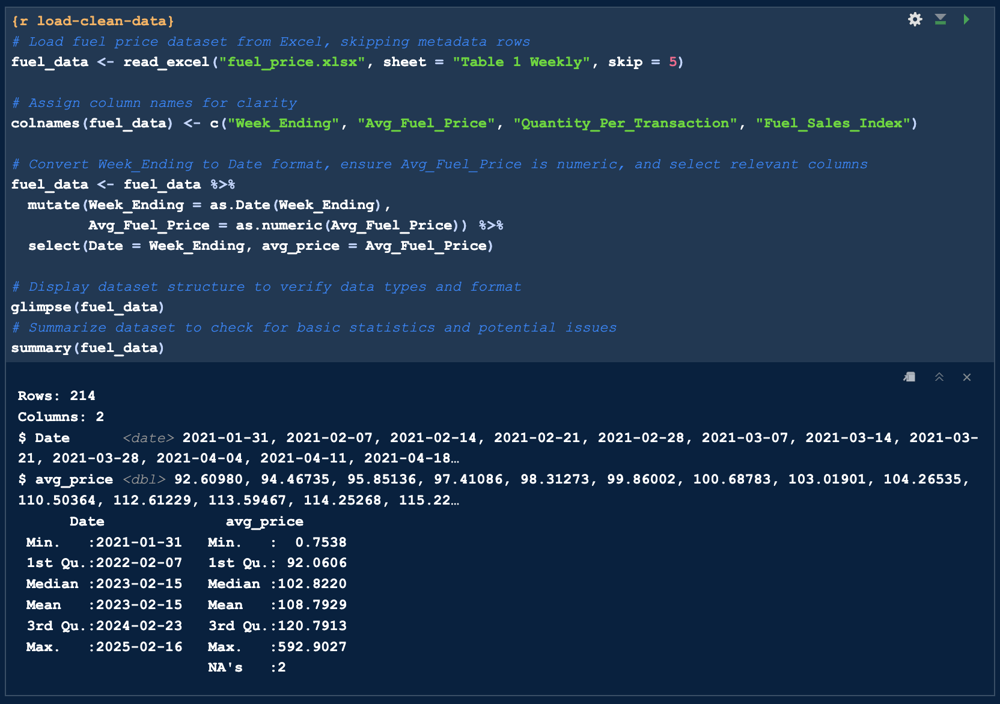 {r load-clean-data}
# Load fuel price dataset from Excel, skipping metadata rows
fuel_data <- read_excel("fuel_price.xlsx", sheet = "Table 1 Weekly", skip = 5)
# Assign column names for clarity
colnames(fuel_data) <- c("Week_Ending", "Avg_Fuel_Price", "Quantity_Per_Transaction", "Fuel_Sales_Index")
# Convert Week_Ending to Date format, ensure Avg_Fuel_Price is numeric, and select relevant columns
fuel_data <- fuel_data %>%
  mutate(Week_Ending = as.Date(Week_Ending),
         Avg_Fuel_Price = as.numeric(Avg_Fuel_Price)) %>%
  select(Date = Week_Ending, avg_price = Avg_Fuel_Price)
# Display dataset structure to verify data types and format
glimpse(fuel_data)
# Summarize dataset to check for basic statistics and potential issues
summary(fuel_data)
Rows: 214
Columns: 2
$ Date      <date> 2021-01-31, 2021-02-07, 2021-02-14, 2021-02-21, 2021-02-28, 2021-03-07, 2021-03-14, 2021-03-
21, 2021-03-28, 2021-04-04, 2021-04-11, 2021-04-18…
$ avg_price <dbl> 92.60980, 94.46735, 95.85136, 97.41086, 98.31273, 99.86002, 100.68783, 103.01901, 104.26535,
110.50364, 112.61229, 113.59467, 114.25268, 115.22…
      Date              avg_price
 Min.   :2021-01-31   Min.   :  0.7538
 1st Qu.:2022-02-07   1st Qu.: 92.0606
 Median :2023-02-15   Median :102.8220
 Mean   :2023-02-15   Mean   :108.7929
 3rd Qu.:2024-02-23   3rd Qu.:120.7913
 Max.   :2025-02-16   Max.   :592.9027
                      NA's   :2